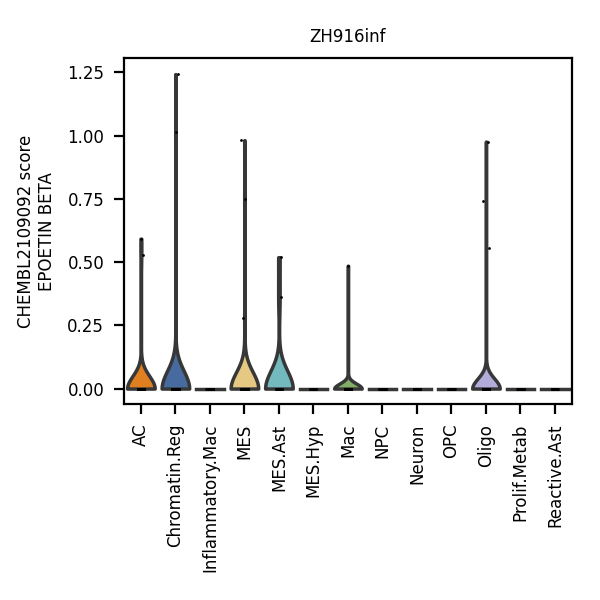 ZH916inf
CHEMBL2109092 score
EPOETIN BETA
1.25
1.00
0.75
0.50
0.25
0.00
AC
Chromatin.Reg
Inflammatory.Mac
MES
MES.Ast
MES.Hyp
Mac
NPC
Neuron
OPC
Oligo
Prolif.Metab
Reactive.Ast